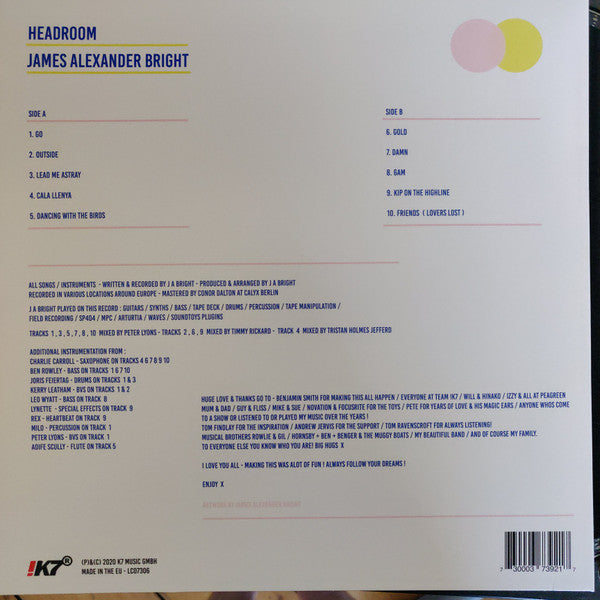 HEADROOM
JAMES ALEXANDER BRIGHT
SIDE A
1. GO
2. OUTSIDE
3. LEAD ME ASTRAY
4. CALA LLENYA
5. DANCING WITH THE BIRDS
SIDE B
6. GOLD
7. DAMN
8. 6AM
9. KIP ON THE HIGHLINE
10. FRIENDS ( LOVERS LOST )
ALL SONGS / INSTRUMENTS - WRITTEN & RECORDED BY J A BRIGHT - PRODUCED & ARRANGED BY J A BRIGHT
RECORDED IN VARIOUS LOCATIONS AROUND EUROPE - MASTERED BY CONOR DALTON AT CALYX BERLIN
J A BRIGHT PLAYED ON THIS RECORD : GUITARS / SYNTHS / BASS / TAPE DECK / DRUMS / PERCUSSION / TAPE MANIPULATION /
FIELD RECORDING / SP404 / MPC / ARTURTIA / WAVES / SOUNDTOYS PLUGINS
TRACKS 1 , 3 , 5 , 7 , 8 , 10 MIXED BY PETER LYONS - TRACKS 2 , 6 , 9 MIXED BY TIMMY RICKARD - TRACK 4 MIXED BY TRISTAN HOLMES JEFFERD
ADDITIONAL INSTRUMENTATION FROM :
CHARLIE CARROLL - SAXOPHONE ON TRACKS 4 6 7 8 9 10
BEN ROWLEY - BASS ON TRACKS 1 6 7 10
JORIS FEIERTAG - DRUMS ON TRACKS 1 & 3
KERRY LEATHAM - BVS ON TRACKS 1 & 2
LEO WYATT - BASS ON TRACK 8
LYNETTE - SPECIAL EFFECTS ON TRACK 9
REX - HEARTBEAT ON TRACK 9
MILO - PERCUSSION ON TRACK 1
PETER LYONS - BVS ON TRACK 1
AOIFE SCULLY - FLUTE ON TRACK 5
HUGE LOVE & THANKS GO TO - BENJAMIN SMITH FOR MAKING THIS ALL HAPPEN / EVERYONE AT TEAM !K7 / WILL & HINAKO / IZZY & ALL AT PEAGREEN
MUM & DAD / GUY & FLISS / MIKE & SUE / NOVATION & FOCUSRITE FOR THE TOYS / PETE FOR YEARS OF LOVE & HIS MAGIC EARS / ANYONE WHOS COME
TO A SHOW OR LISTENED TO OR PLAYED MY MUSIC OVER THE YEARS !
TOM FINDLAY FOR THE INSPIRATION / ANDREW JERVIS FOR THE SUPPORT / TOM RAVENSCROFT FOR ALWAYS LISTENING!
MUSICAL BROTHERS ROWLIE & GIL / HORNSBY + BEN + BENGER & THE MUGGY BOATS / MY BEAUTIFUL BAND / AND OF COURSE MY FAMILY.
TO EVERYONE ELSE YOU KNOW WHO YOU ARE! BIG HUGS X
I LOVE YOU ALL - MAKING THIS WAS ALOT OF FUN ! ALWAYS FOLLOW YOUR DREAMS !
ENJOY X
ARTWORK BY JAMES ALEXANDER BRIGHT
!K7®
(P)&(C) 2020 K7 MUSIC GMBH
MADE IN THE EU - LC07306
7 30003 73921 7